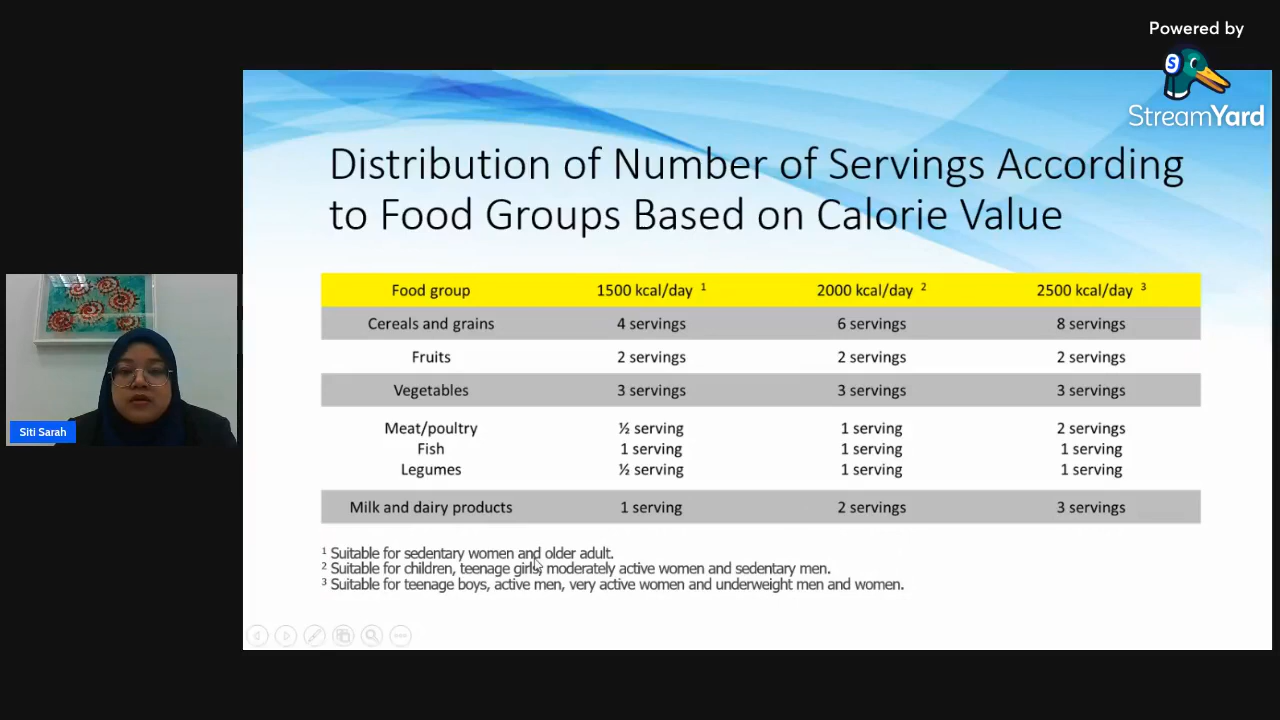 Powered by
StreamYard
Distribution of Number of Servings According
to Food Groups Based on Calorie Value
Food group 1500 kcal/day ¹ 2000 kcal/day ² 2500 kcal/day ³
Cereals and grains 4 servings 6 servings 8 servings
Fruits 2 servings 2 servings 2 servings
Vegetables 3 servings 3 servings 3 servings
Meat/poultry ½ serving 1 serving 2 servings
Fish 1 serving 1 serving 1 serving
Legumes ½ serving 1 serving 1 serving
Milk and dairy products 1 serving 2 servings 3 servings
¹ Suitable for sedentary women and older adult.
² Suitable for children, teenage girls, moderately active women and sedentary men.
³ Suitable for teenage boys, active men, very active women and underweight men and women.
Siti Sarah